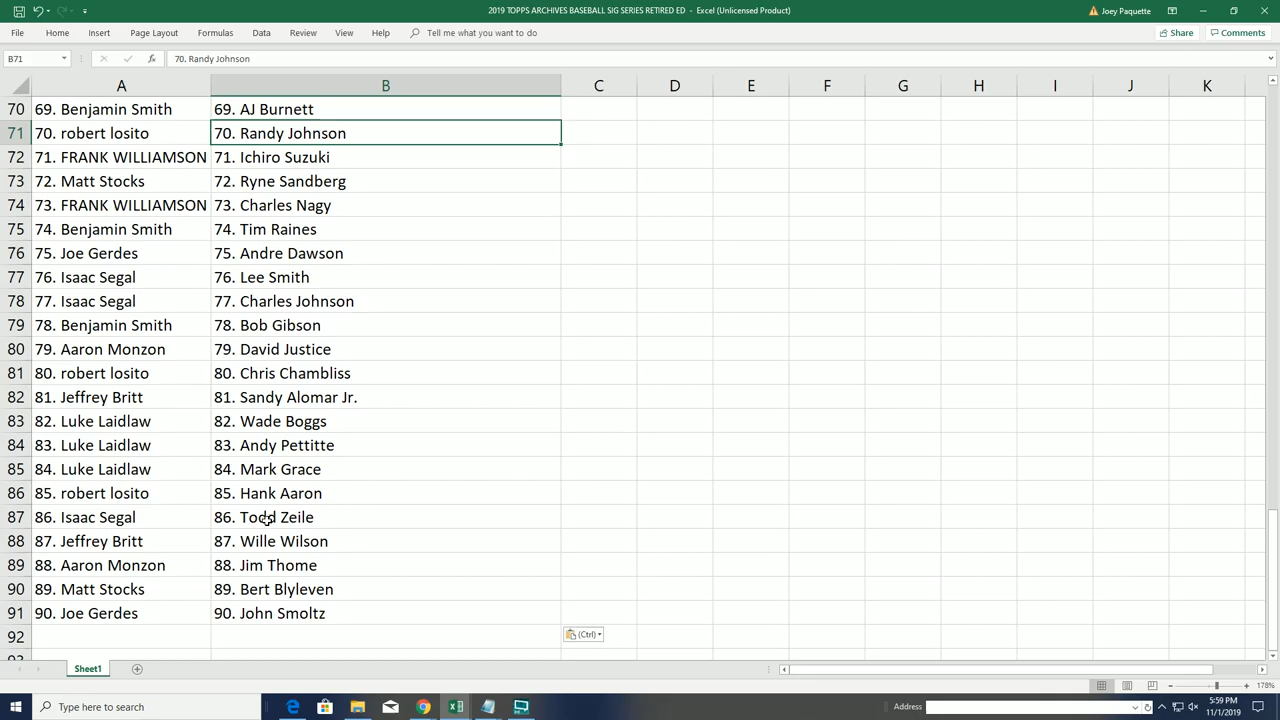 2019 TOPPS ARCHIVES BASEBALL SIG SERIES RETIRED ED - Excel (Unlicensed Product)
Joey Paquette
File Home Insert Page Layout Formulas Data Review View Help Tell me what you want to do Share Comments
B71 fx 70. Randy Johnson
A B C D E F G H I J K
70 69. Benjamin Smith 69. AJ Burnett
71 70. robert losito 70. Randy Johnson
72 71. FRANK WILLIAMSON 71. Ichiro Suzuki
73 72. Matt Stocks 72. Ryne Sandberg
74 73. FRANK WILLIAMSON 73. Charles Nagy
75 74. Benjamin Smith 74. Tim Raines
76 75. Joe Gerdes 75. Andre Dawson
77 76. Isaac Segal 76. Lee Smith
78 77. Isaac Segal 77. Charles Johnson
79 78. Benjamin Smith 78. Bob Gibson
80 79. Aaron Monzon 79. David Justice
81 80. robert losito 80. Chris Chambliss
82 81. Jeffrey Britt 81. Sandy Alomar Jr.
83 82. Luke Laidlaw 82. Wade Boggs
84 83. Luke Laidlaw 83. Andy Pettitte
85 84. Luke Laidlaw 84. Mark Grace
86 85. robert losito 85. Hank Aaron
87 86. Isaac Segal 86. Todd Zeile
88 87. Jeffrey Britt 87. Wille Wilson
89 88. Aaron Monzon 88. Jim Thome
90 89. Matt Stocks 89. Bert Blyleven
91 90. Joe Gerdes 90. John Smoltz
92
(Ctrl)
93
Sheet1
178%
Type here to search
Address
5:59 PM
11/1/2019